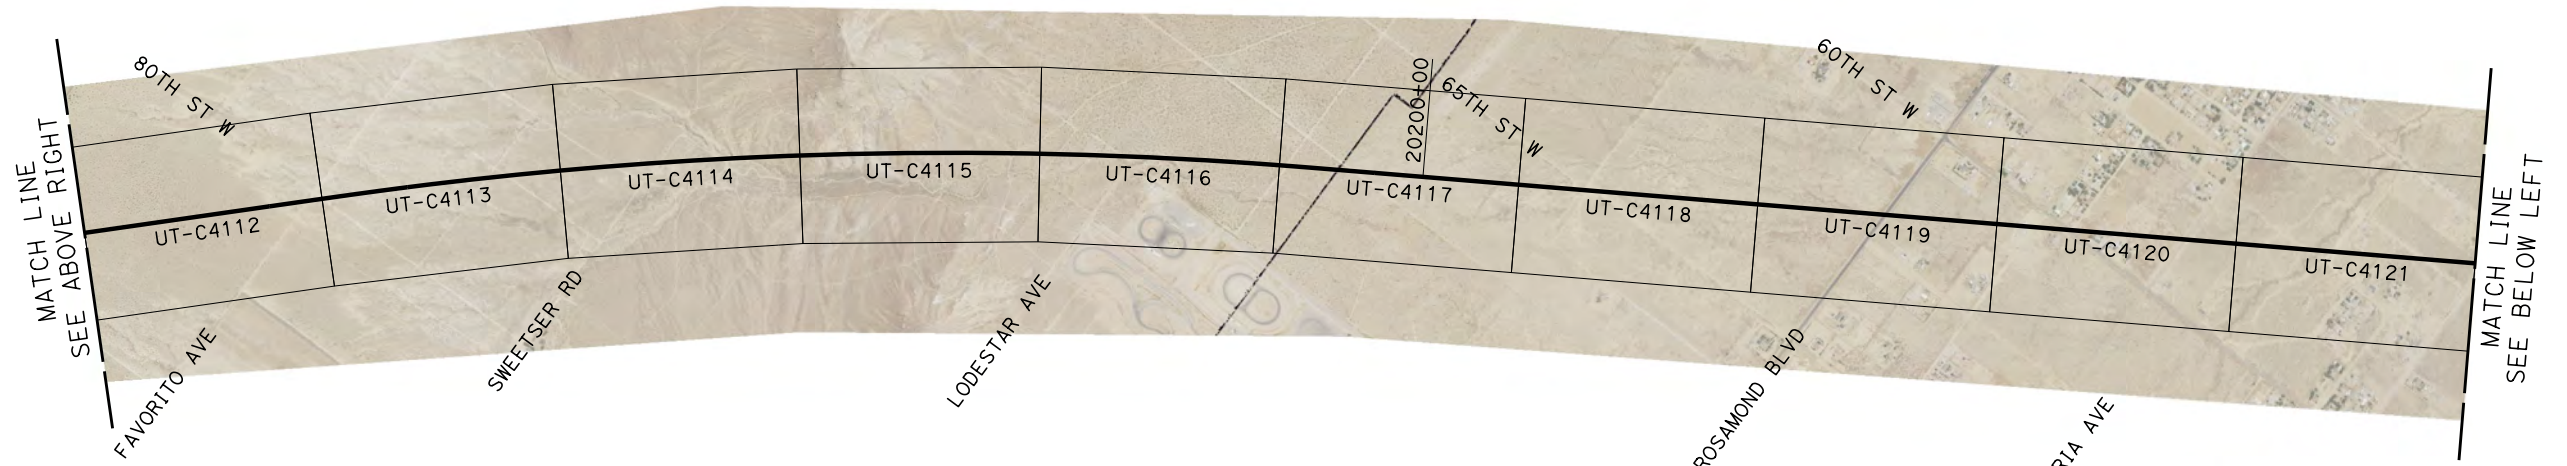 80TH ST W
20200+00
65TH ST W
60TH ST W
MATCH LINE
SEE ABOVE RIGHT
UT-C4112
UT-C4113
UT-C4114
UT-C4115
UT-C4116
UT-C4117
UT-C4118
UT-C4119
UT-C4120
UT-C4121
MATCH LINE
SEE BELOW LEFT
FAVORITO AVE
SWEETSER RD
LODESTAR AVE
ROSAMOND BLVD
RIA AVE